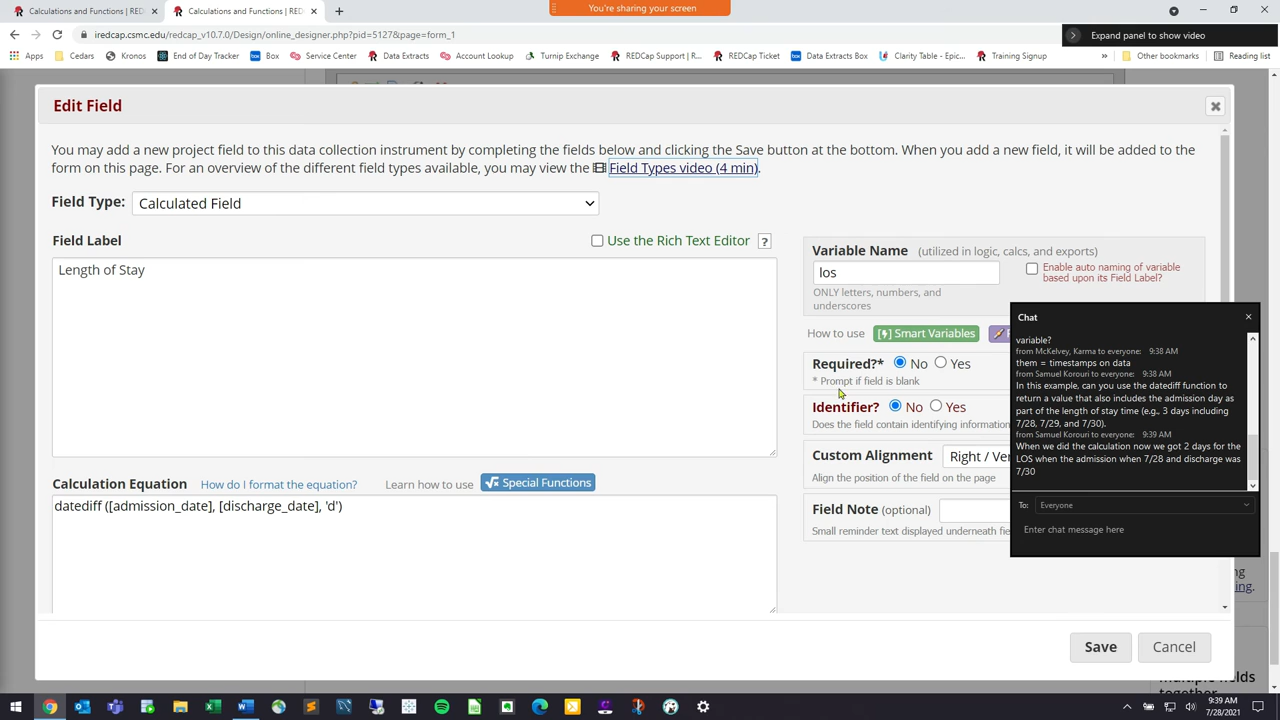 Calculations and Functions | RED
Calculations and Functions | RED
You're sharing your screen
iredcap.csmc.edu/redcap_v10.7.0/Design/online_designer.php?pid=5127&page=form_1
Expand panel to show video
Apps
Cedars
Kenton
End of Day Tracker
Box
Service Tracker
Data Extracts
Account Lookup
Turnip Exchange
REDCap Support | R...
REDCap Ticket
Data Extracts Box
Clarity Table - Epic...
Training Signup
»
Other bookmarks
Reading list
Edit Field
You may add a new project field to this data collection instrument by completing the fields below and clicking the Save button at the bottom. When you add a new field, it will be added to the
form on this page. For an overview of the different field types available, you may view the Field Types video (4 min).
Field Type: Calculated Field
Field Label
Use the Rich Text Editor ?
Length of Stay
Variable Name (utilized in logic, calcs, and exports)
los
Enable auto naming of variable
based upon its Field Label?
ONLY letters, numbers, and
underscores
How to use [⚡] Smart Variables
Required?* No Yes
* Prompt if field is blank
Identifier? No Yes
Does the field contain identifying information
Custom Alignment Right / Ver
Align the position of the field on the page
Field Note (optional)
Small reminder text displayed underneath fie
Calculation Equation How do I format the equation? Learn how to use √x Special Functions
datediff ([admission_date], [discharge_date], 'd')
Chat
variable?
from McKelvey, Karma to everyone: 9:38 AM
them = timestamps on data
from Samuel Korouri to everyone: 9:38 AM
In this example, can you use the datediff function to
return a value that also includes the admission day as
part of the length of stay time (e.g., 3 days including
7/28, 7/29, and 7/30).
from Samuel Korouri to everyone: 9:39 AM
When we did the calculation now we got 2 days for the
LOS when the admission when 7/28 and discharge was
7/30
To: Everyone
Enter chat message here
ng
ing.
Save
Cancel
multiple fields
together
9:39 AM
7/28/2021